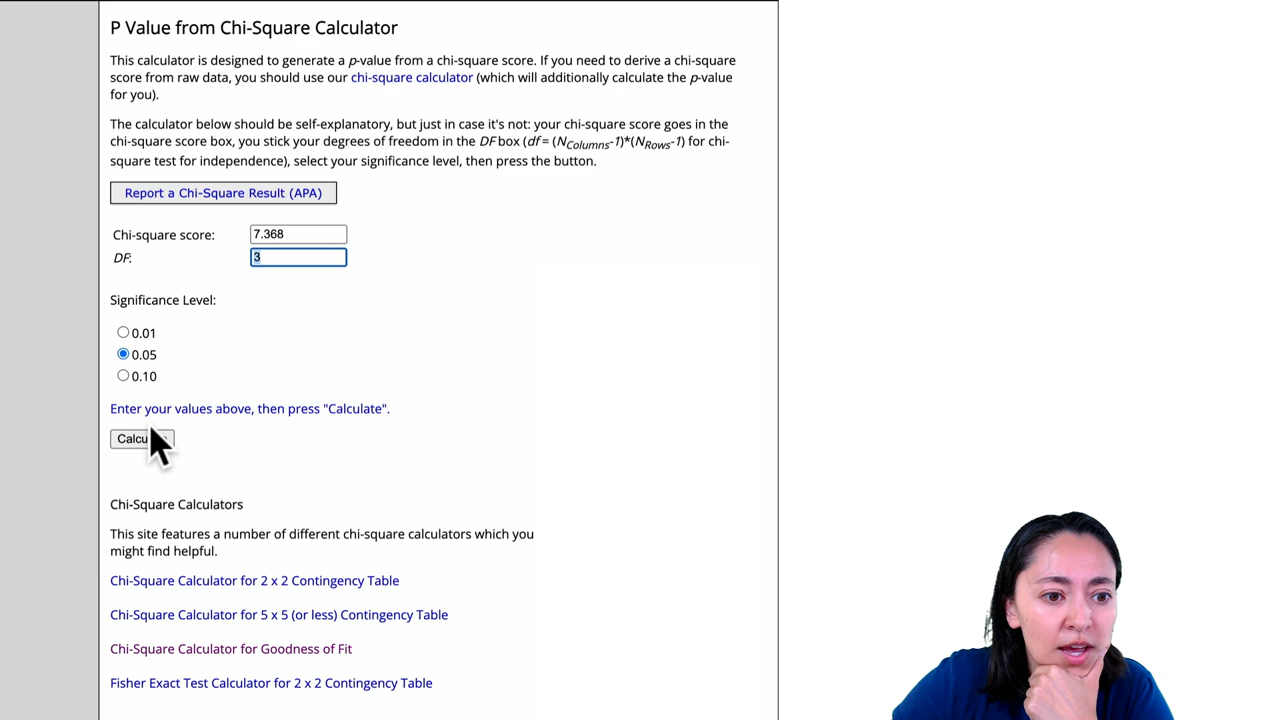 P Value from Chi-Square Calculator
This calculator is designed to generate a p-value from a chi-square score. If you need to derive a chi-square
score from raw data, you should use our chi-square calculator (which will additionally calculate the p-value
for you).
The calculator below should be self-explanatory, but just in case it's not: your chi-square score goes in the
chi-square score box, you stick your degrees of freedom in the DF box (df = (NColumns-1)*(NRows-1) for chi-
square test for independence), select your significance level, then press the button.
Report a Chi-Square Result (APA)
Chi-square score: 7.368
DF: 3
Significance Level:
0.01
0.05
0.10
Enter your values above, then press "Calculate".
Chi-Square Calculators
This site features a number of different chi-square calculators which you
might find helpful.
Chi-Square Calculator for 2 x 2 Contingency Table
Chi-Square Calculator for 5 x 5 (or less) Contingency Table
Chi-Square Calculator for Goodness of Fit
Fisher Exact Test Calculator for 2 x 2 Contingency Table